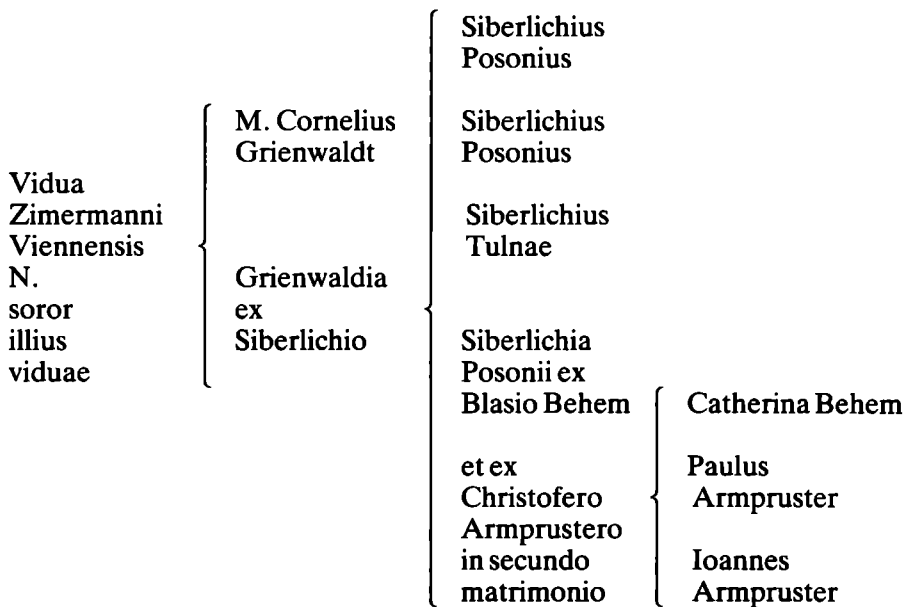 Vidua
Zimermanni
Viennensis
N.
soror
illius
viduae
M. Cornelius
Grienwaldt
Grienwaldia
ex
Siberlichio
Siberlichius
Posonius
Siberlichius
Posonius
Siberlichius
Tulnae
Siberlichia
Posonii ex
Blasio Behem
et ex
Christofero
Armprustero
in secundo
matrimonio
Catherina Behem
Paulus
Armpruster
Ioannes
Armpruster